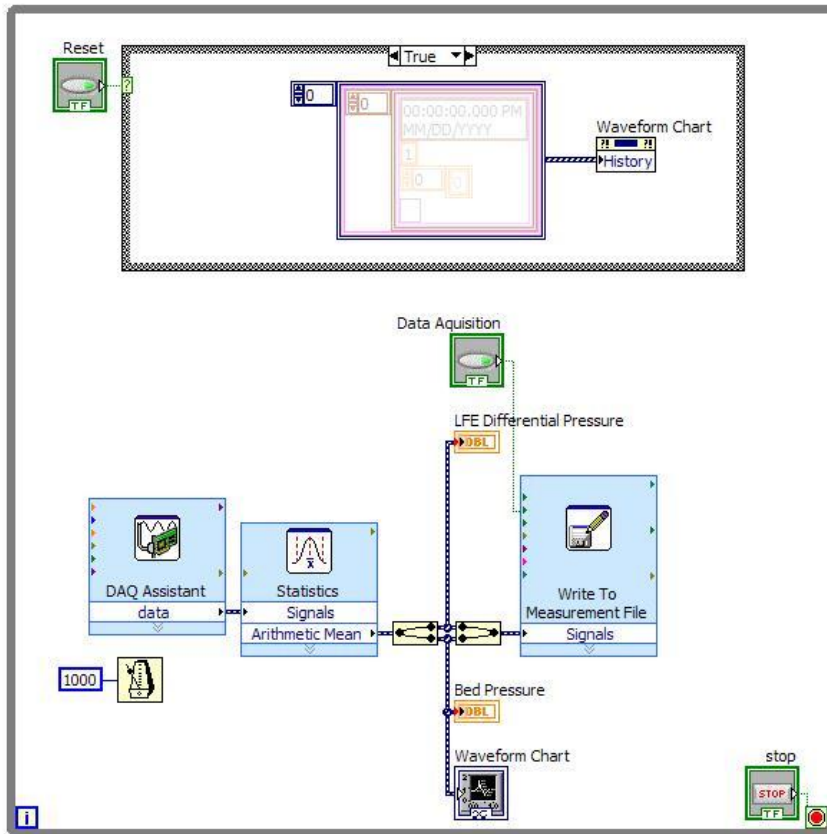 Reset
True
?
TF
0
0
00:00:00.000 PM
MM/DD/YYYY
1
0
Waveform Chart
?! ?!
History
Data Aquisition
TF
LFE Differential Pressure
DBL
DAQ Assistant
data
Statistics
Signals
Arithmetic Mean
Write To
Measurement File
Signals
1000
Bed Pressure
DBL
Waveform Chart
stop
STOP
TF
i